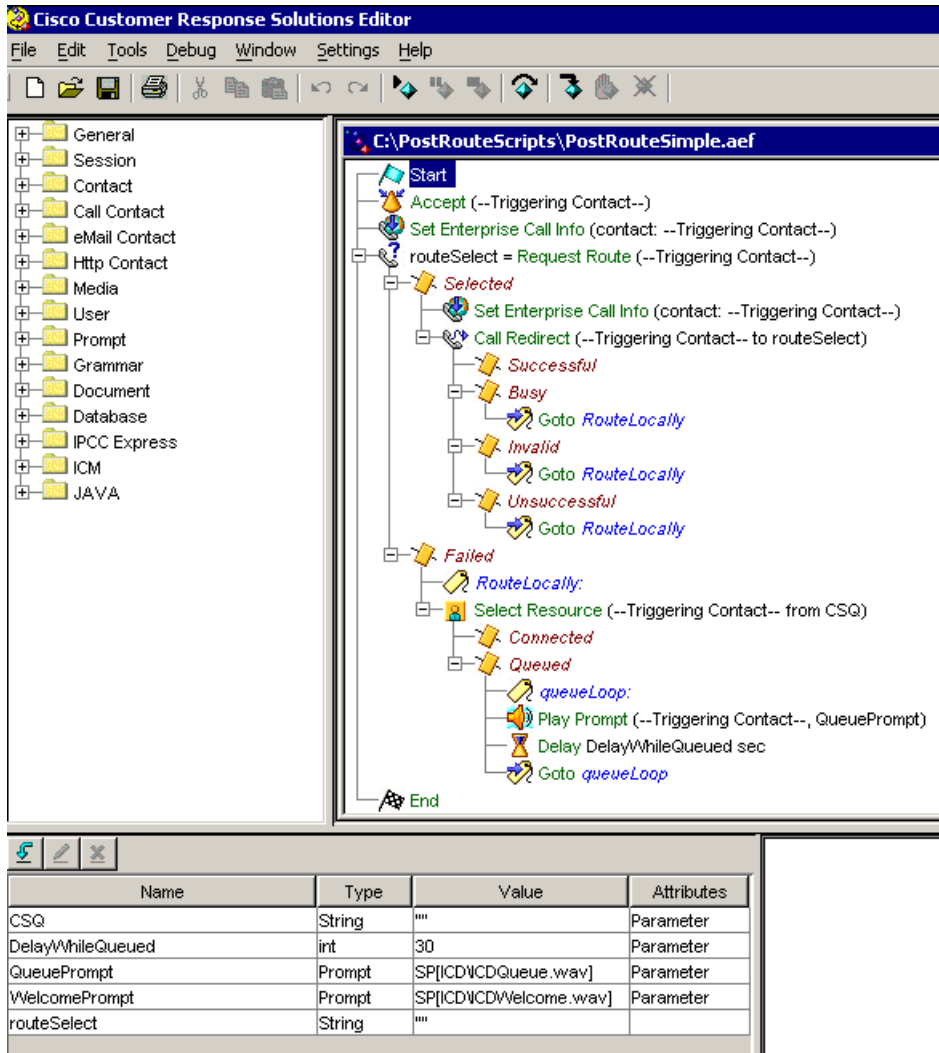 Cisco Customer Response Solutions Editor
File Edit Tools Debug Window Settings Help
General
Session
Contact
Call Contact
eMail Contact
Http Contact
Media
User
Prompt
Grammar
Document
Database
IPCC Express
ICM
JAVA
C:\PostRouteScripts\PostRouteSimple.aef
Start
Accept (--Triggering Contact--)
Set Enterprise Call Info (contact: --Triggering Contact--)
routeSelect = Request Route (--Triggering Contact--)
Selected
Set Enterprise Call Info (contact: --Triggering Contact--)
Call Redirect (--Triggering Contact-- to routeSelect)
Successful
Busy
Goto RouteLocally
Invalid
Goto RouteLocally
Unsuccessful
Goto RouteLocally
Failed
RouteLocally:
Select Resource (--Triggering Contact-- from CSQ)
Connected
Queued
queueLoop:
Play Prompt (--Triggering Contact--, QueuePrompt)
Delay DelayWhileQueued sec
Goto queueLoop
End
Name Type Value Attributes
CSQ String "" Parameter
DelayWhileQueued int 30 Parameter
QueuePrompt Prompt SP[ICD\ICDQueue.wav] Parameter
WelcomePrompt Prompt SP[ICD\ICDWelcome.wav] Parameter
routeSelect String ""